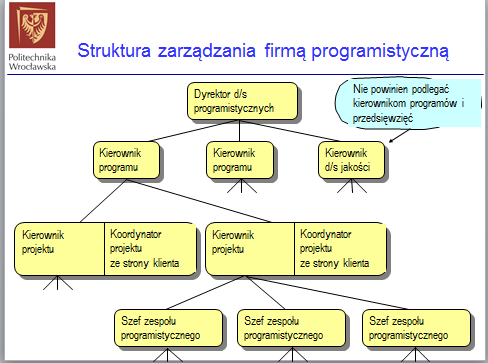 Politechnika
Wrocławska
Struktura zarządzania firmą programistyczną
Dyrektor d/s
programistycznych
Nie powinien podlegać
kierownikom programów i
przedsięwzięć
Kierownik
programu
Kierownik
programu
Kierownik
d/s jakości
Kierownik
projektu
Koordynator
projektu
ze strony klienta
Kierownik
projektu
Koordynator
projektu
ze strony klienta
Szef zespołu
programistycznego
Szef zespołu
programistycznego
Szef zespołu
programistycznego